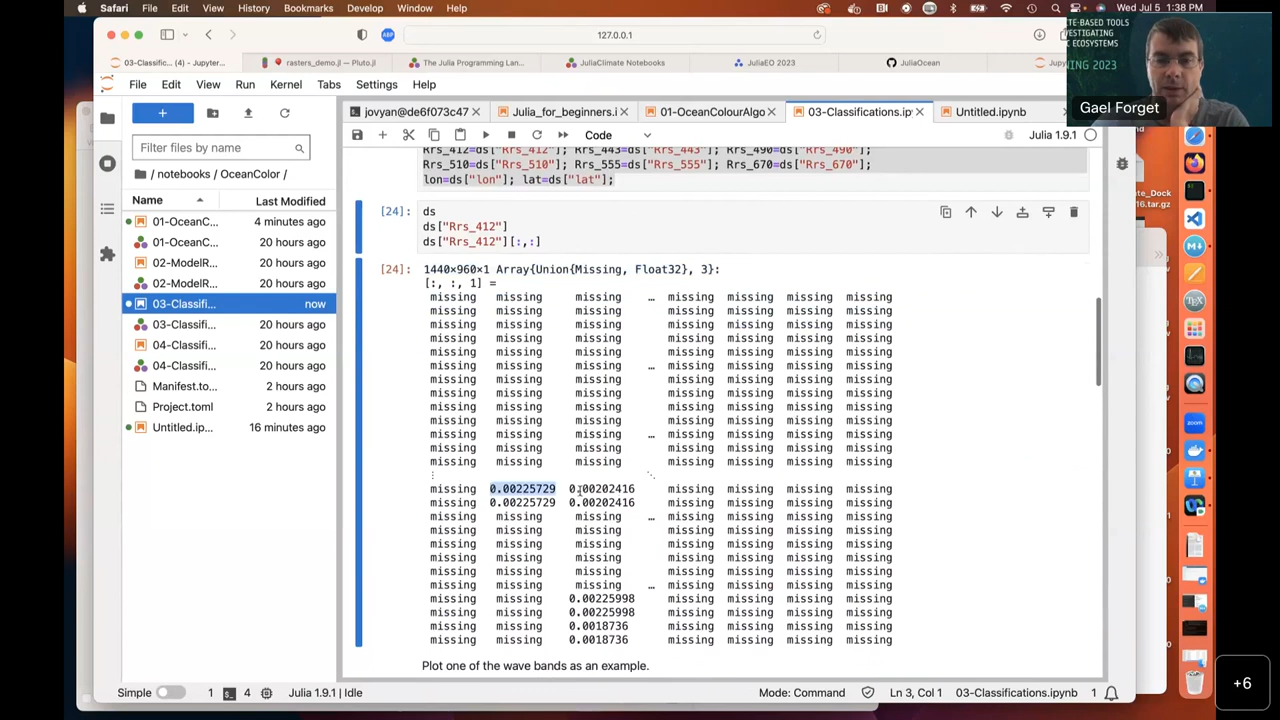 Safari File Edit View History Bookmarks Develop Window Help
Wed Jul 5 1:38 PM
127.0.0.1
03-Classific... (4) - Jupyter...
rasters_demo.jl — Pluto.jl
The Julia Programming Lan...
JuliaClimate Notebooks
JuliaEO 2023
JuliaOcean
TE-BASED TOOLS
VESTIGATING
IC ECOSYSTEMS
NING 2023
Gael Forget
File Edit View Run Kernel Tabs Settings Help
jovyan@de6f073c47
Julia_for_beginners.i
01-OceanColourAlgo
03-Classifications.ip
Untitled.ipynb
Code
Julia 1.9.1
Filter files by name
/ notebooks / OceanColor /
Name Last Modified
01-OceanC... 4 minutes ago
01-OceanC... 20 hours ago
02-ModelR... 20 hours ago
02-ModelR... 20 hours ago
03-Classifi... now
03-Classifi... 20 hours ago
04-Classifi... 20 hours ago
04-Classifi... 20 hours ago
Manifest.to... 2 hours ago
Project.toml 2 hours ago
Untitled.ip... 16 minutes ago
Rrs_412=ds["Rrs_412"]; Rrs_443=ds["Rrs_443"]; Rrs_490=ds["Rrs_490"];
Rrs_510=ds["Rrs_510"]; Rrs_555=ds["Rrs_555"]; Rrs_670=ds["Rrs_670"];
lon=ds["lon"]; lat=ds["lat"];
[24]: ds
ds["Rrs_412"]
ds["Rrs_412"][:,:]
[24]: 1440×960×1 Array{Union{Missing, Float32}, 3}:
[:, :, 1] =
missing missing missing … missing missing missing missing
missing missing missing missing missing missing missing
missing missing missing missing missing missing missing
missing missing missing missing missing missing missing
missing missing missing missing missing missing missing
missing missing missing … missing missing missing missing
missing missing missing missing missing missing missing
missing missing missing missing missing missing missing
missing missing missing missing missing missing missing
missing missing missing missing missing missing missing
missing missing missing … missing missing missing missing
missing missing missing missing missing missing missing
missing missing missing missing missing missing missing
⋮ ⋱
missing 0.00225729 0.00202416 missing missing missing missing
missing 0.00225729 0.00202416 missing missing missing missing
missing missing missing … missing missing missing missing
missing missing missing missing missing missing missing
missing missing missing missing missing missing missing
missing missing missing missing missing missing missing
missing missing missing missing missing missing missing
missing missing missing … missing missing missing missing
missing missing 0.00225998 missing missing missing missing
missing missing 0.00225998 missing missing missing missing
missing missing 0.0018736 missing missing missing missing
missing missing 0.0018736 missing missing missing missing
Plot one of the wave bands as an example.
Simple 1 4 Julia 1.9.1 | Idle
Mode: Command Ln 3, Col 1 03-Classifications.ipynb 1
+6